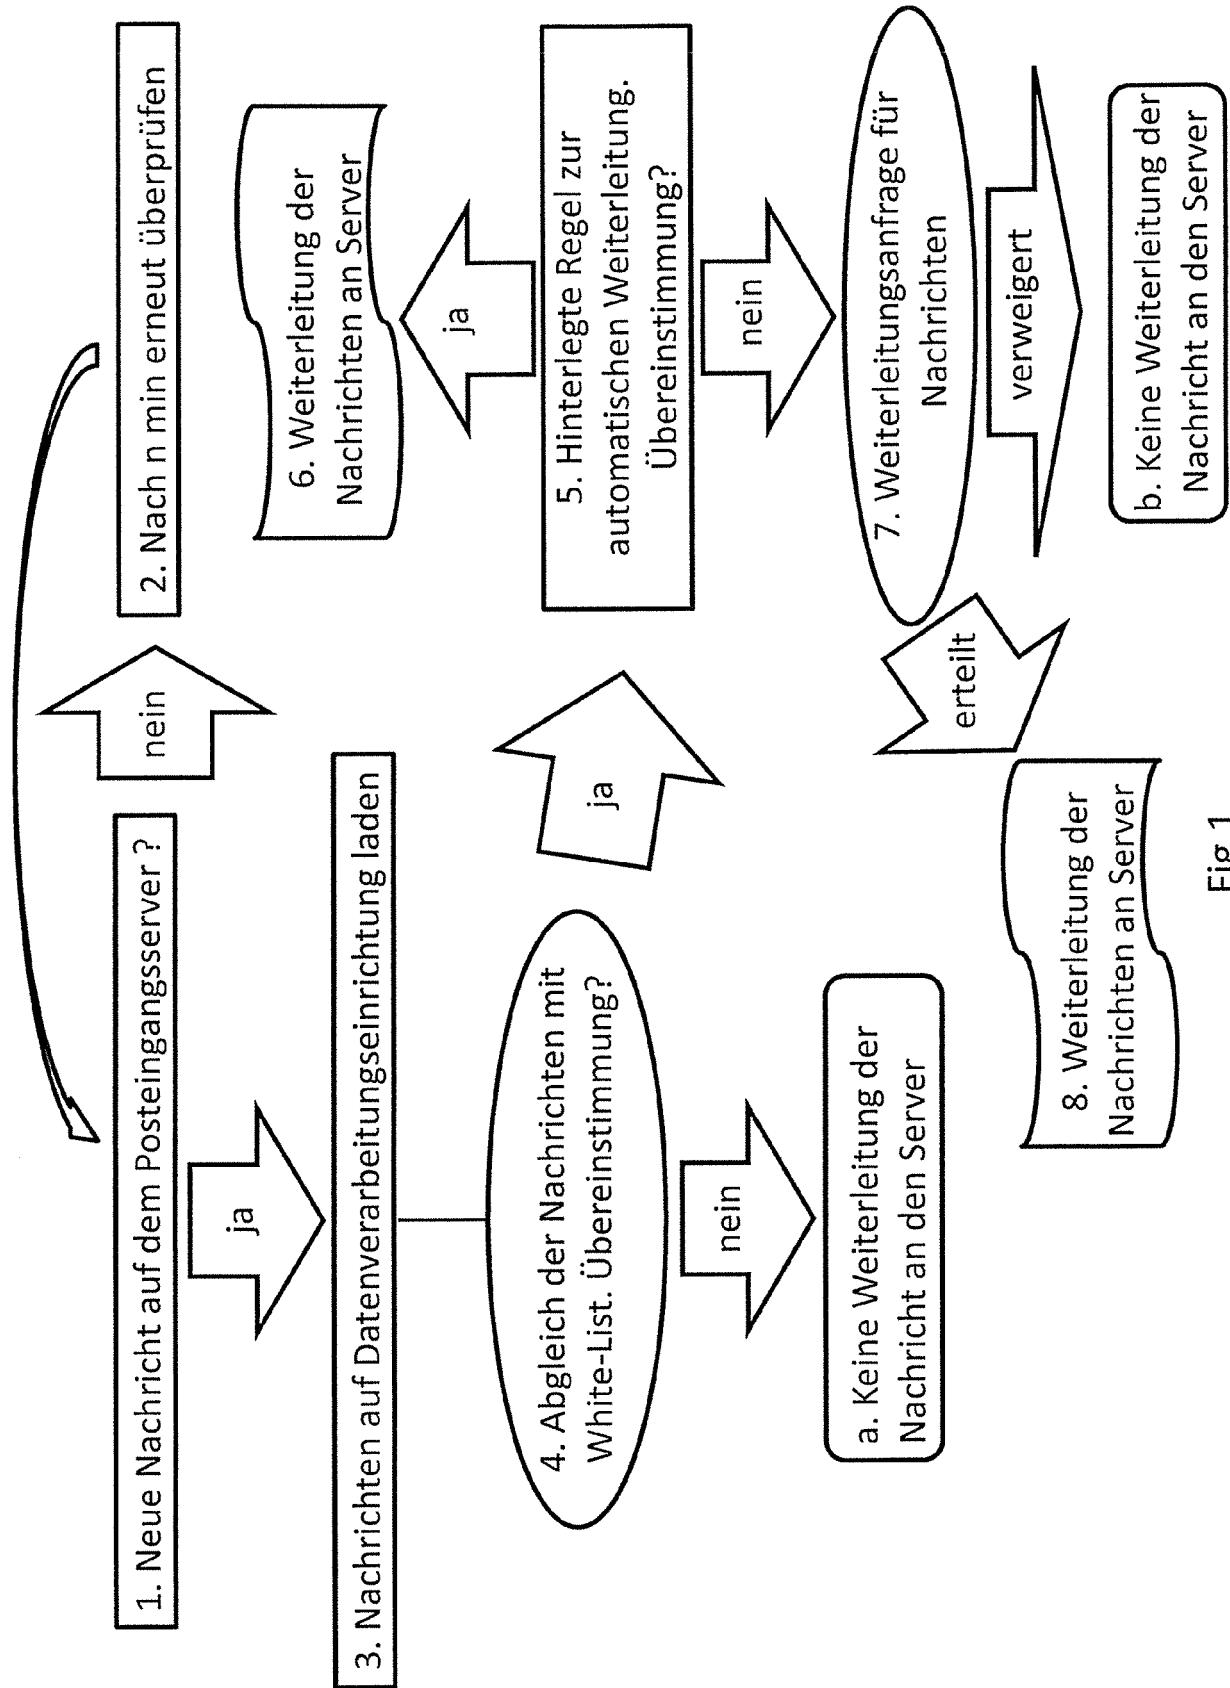 1. Neue Nachricht auf dem Posteingangsserver ?
nein
2. Nach n min erneut überprüfen
ja
3. Nachrichten auf Datenverarbeitungseinrichtung laden
4. Abgleich der Nachrichten mit
White-List. Übereinstimmung?
ja
nein
a. Keine Weiterleitung der
Nachricht an den Server
5. Hinterlegte Regel zur
automatischen Weiterleitung.
Übereinstimmung?
ja
6. Weiterleitung der
Nachrichten an Server
nein
7. Weiterleitungsanfrage für
Nachrichten
erteilt
8. Weiterleitung der
Nachrichten an Server
verweigert
b. Keine Weiterleitung der
Nachricht an den Server
Fig 1